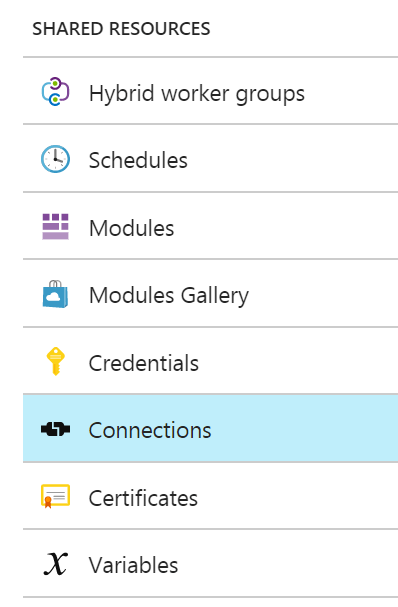 SHARED RESOURCES
Hybrid worker groups
Schedules
Modules
Modules Gallery
Credentials
Connections
Certificates
Variables